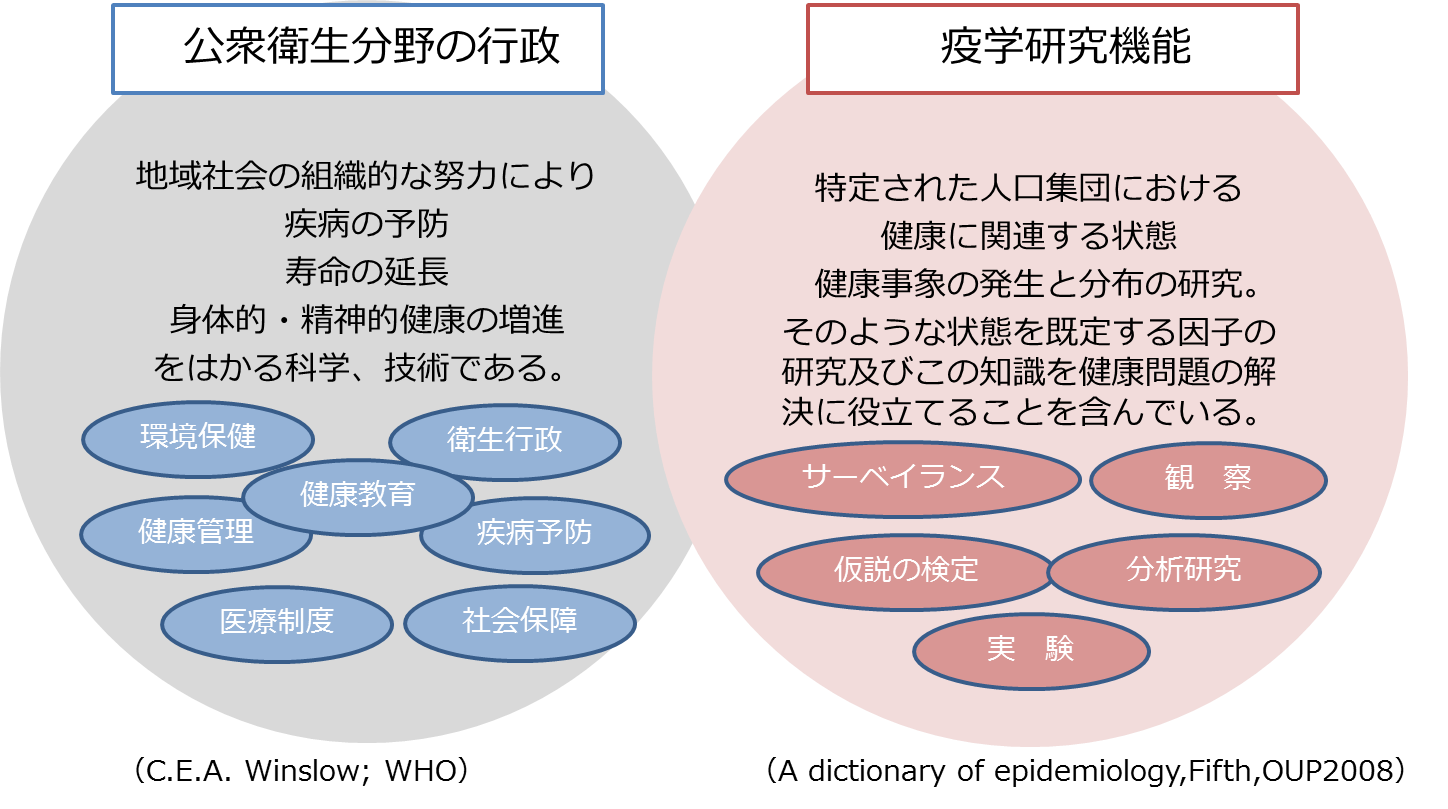 公衆衛生分野の行政
地域社会の組織的な努力により
疾病の予防
寿命の延長
身体的・精神的健康の増進
をはかる科学、技術である。
環境保健
衛生行政
健康教育
健康管理
疾病予防
医療制度
社会保障
（C.E.A. Winslow; WHO）
疫学研究機能
特定された人口集団における
健康に関連する状態
健康事象の発生と分布の研究。
そのような状態を既定する因子の
研究及びこの知識を健康問題の解
決に役立てることを含んでいる。
サーベイランス
観　察
仮説の検定
分析研究
実　験
（A dictionary of epidemiology,Fifth,OUP2008）